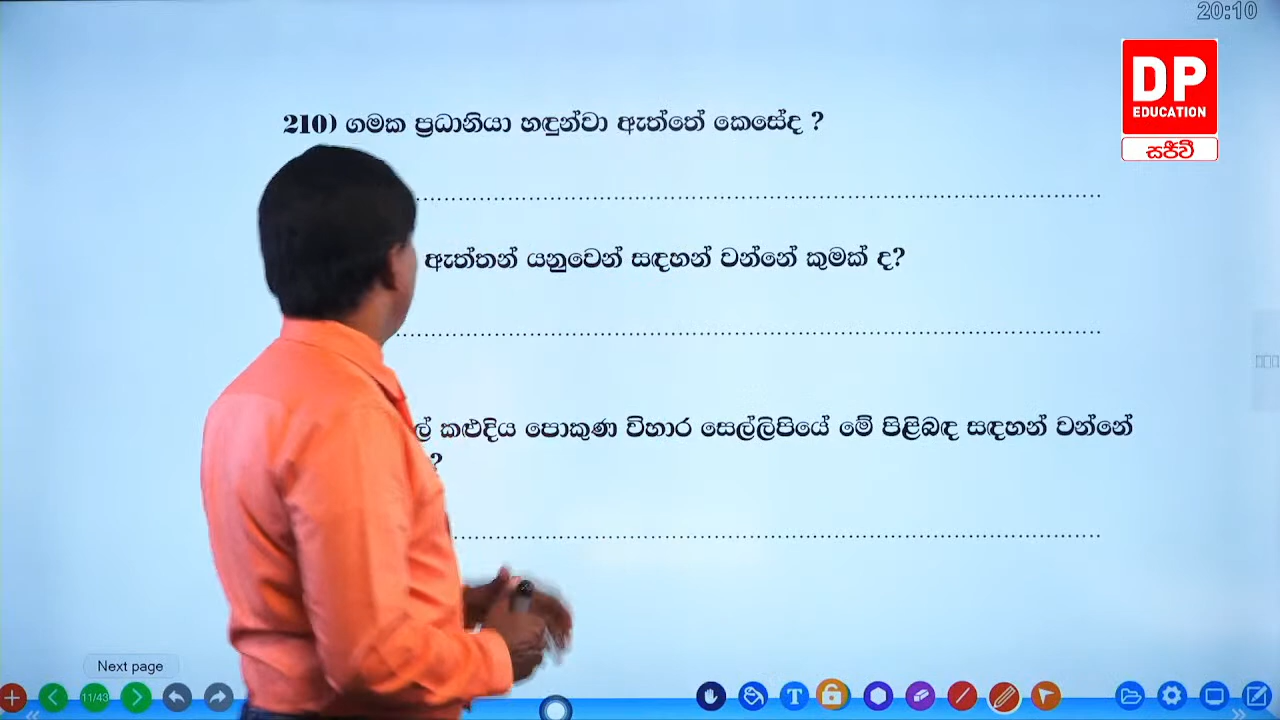 20:10
DP
EDUCATION
සජීවී
210) ගමක ප්‍රධානියා හඳුන්වා ඇත්තේ කෙසේද ?
ඇත්තන් යනුවෙන් සඳහන් වන්නේ කුමක් ද?
කළුදිය පොකුණ විහාර සෙල්ලිපියේ මේ පිළිබඳ සඳහන් වන්නේ
?
Next page
11/43